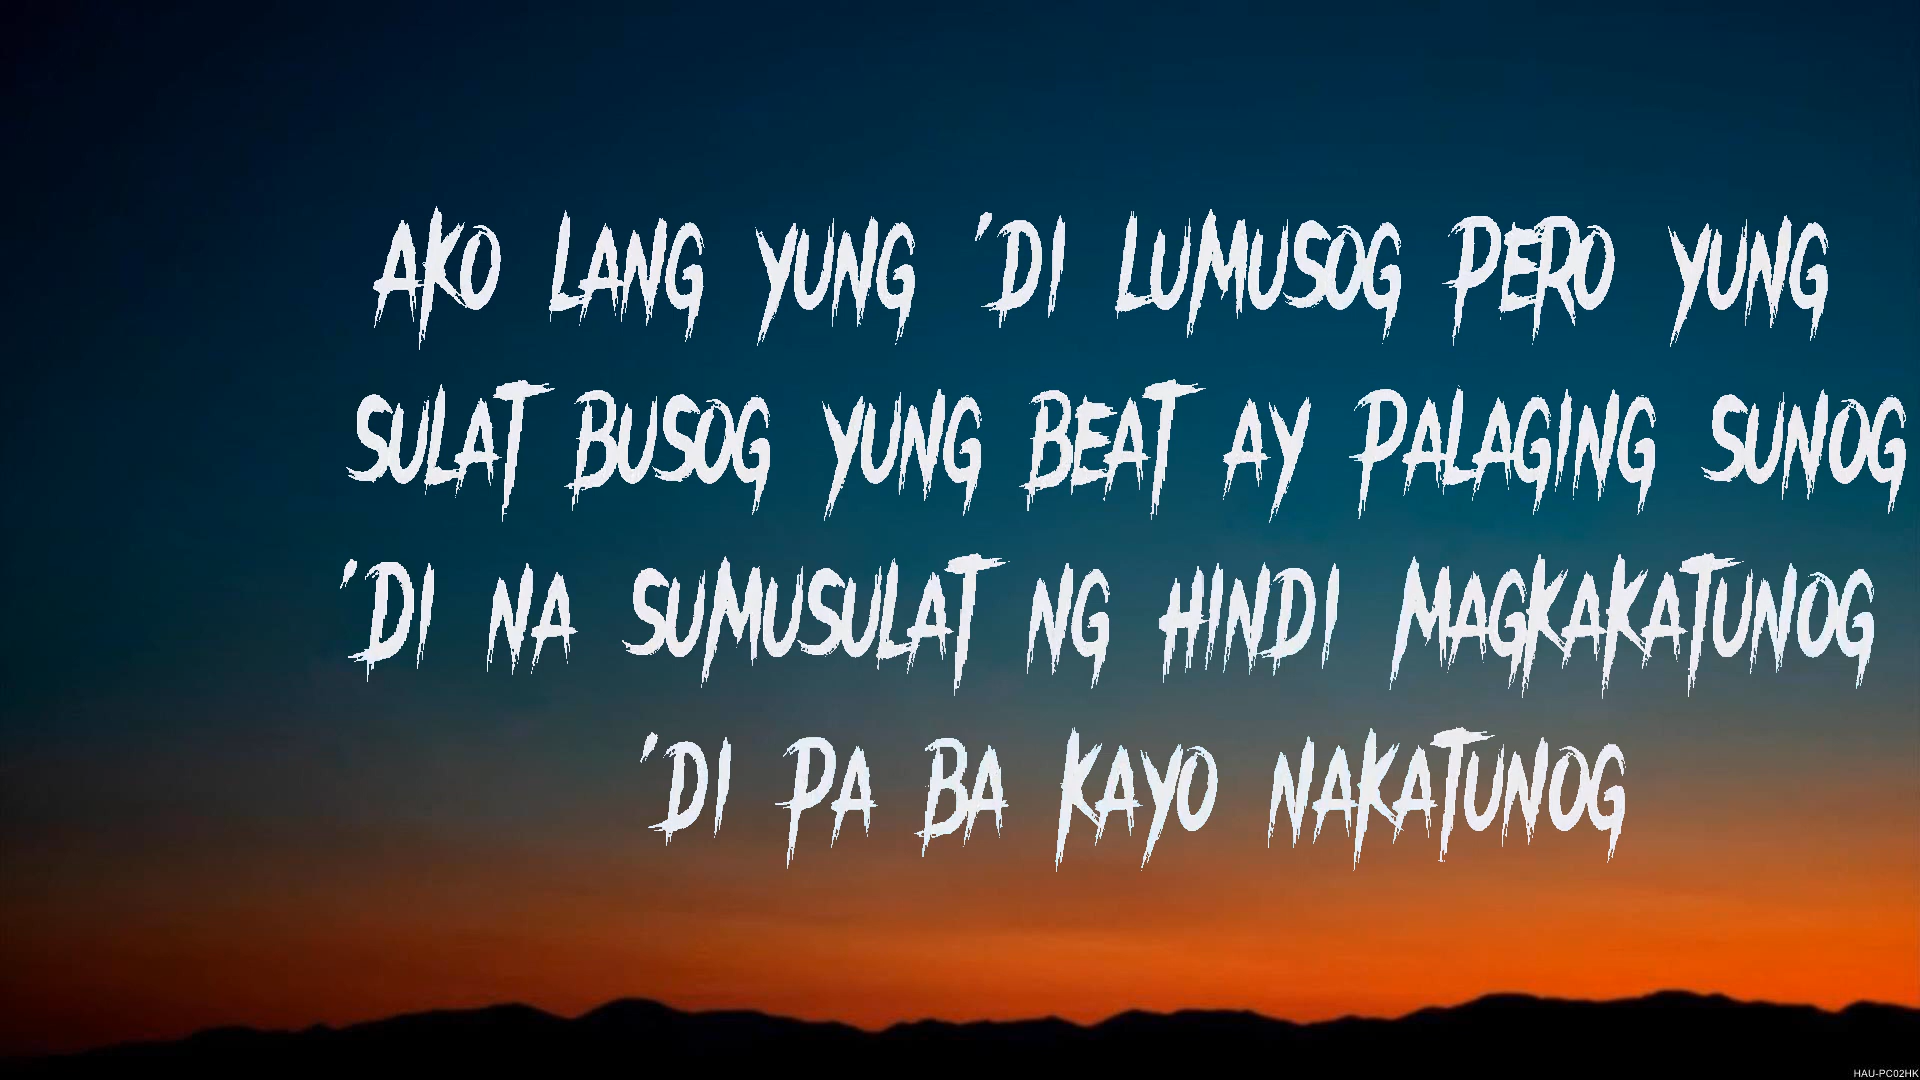 AKO LANG YUNG 'DI LUMUSOG PERO YUNG
SULAT BUSOG YUNG BEAT AY PALAGING SUNOG
'DI NA SUMUSULAT NG HINDI MAGKAKATUNOG
'DI PA BA KAYO NAKATUNOG
HAU-PC02HK